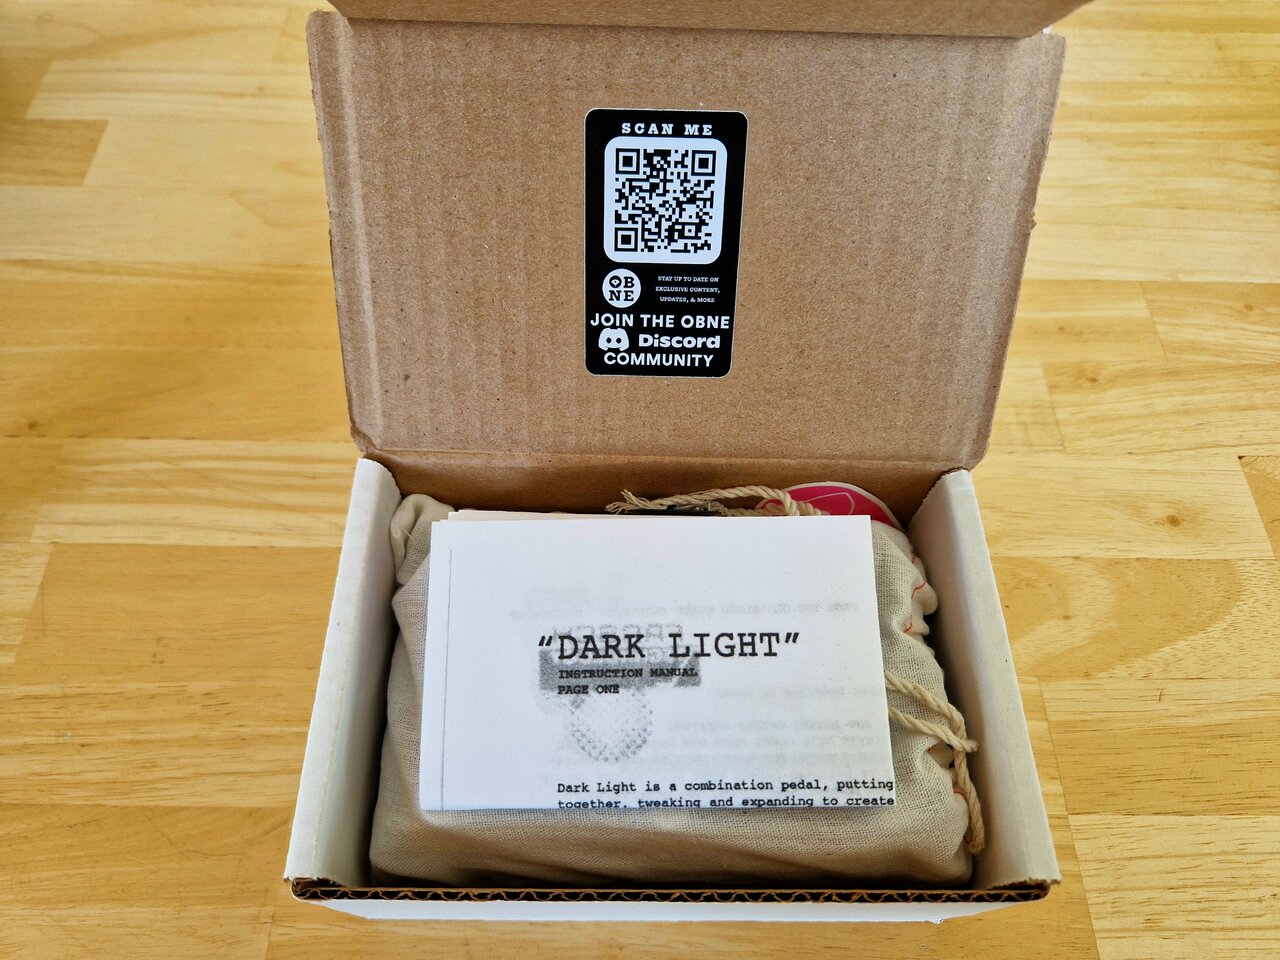 SCAN ME
OB
NE
STAY UP TO DATE ON
EXCLUSIVE CONTENT,
UPDATES, & MORE
JOIN THE OBNE
Discord
COMMUNITY
“DARK LIGHT”
INSTRUCTION MANUAL
PAGE ONE
Dark Light is a combination pedal, putting
together, tweaking and expanding to create